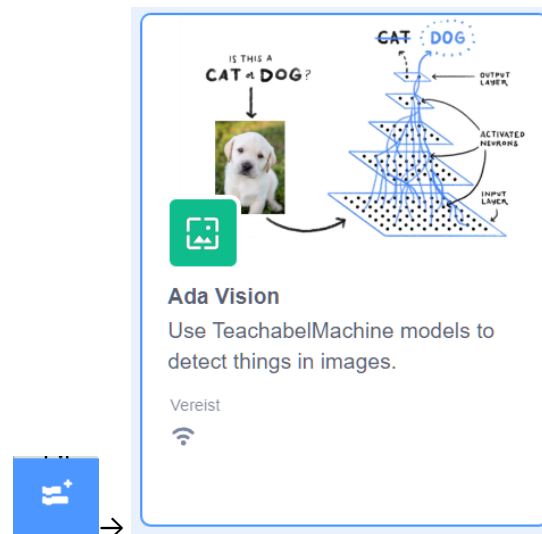 CAT DOG
IS THIS A
CAT or DOG?
OUTPUT
LAYER
ACTIVATED
NEURONS
INPUT
LAYER
Ada Vision
Use TeachabelMachine models to
detect things in images.
Vereist